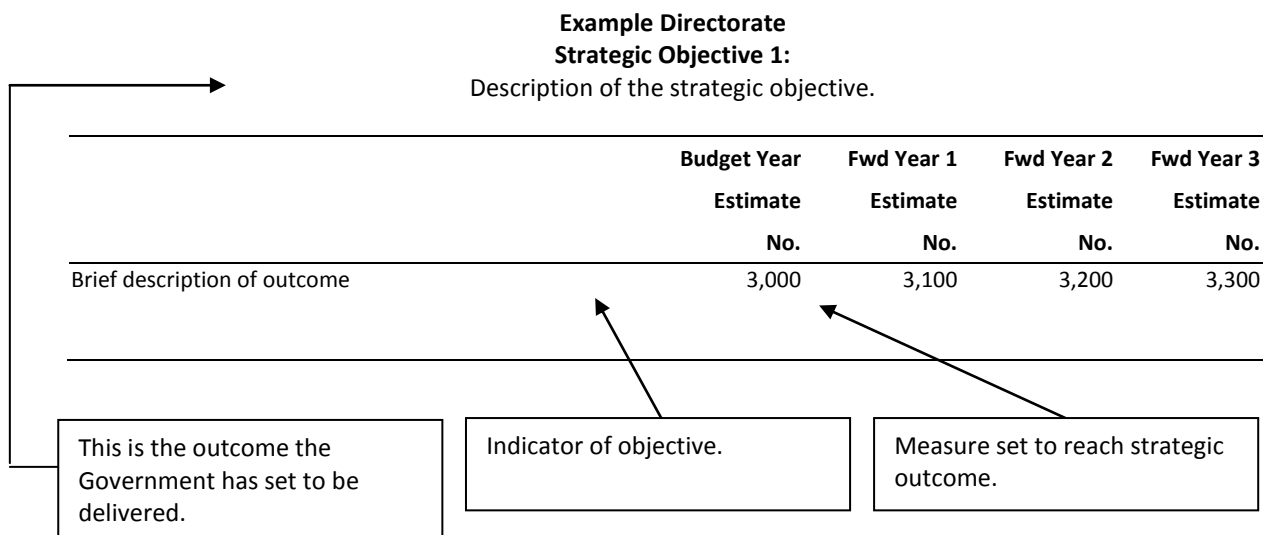 Example Directorate
Strategic Objective 1:
Description of the strategic objective.
Budget Year Fwd Year 1 Fwd Year 2 Fwd Year 3
Estimate Estimate Estimate Estimate
No. No. No. No.
Brief description of outcome 3,000 3,100 3,200 3,300
This is the outcome the
Government has set to be
delivered.
Indicator of objective.
Measure set to reach strategic
outcome.